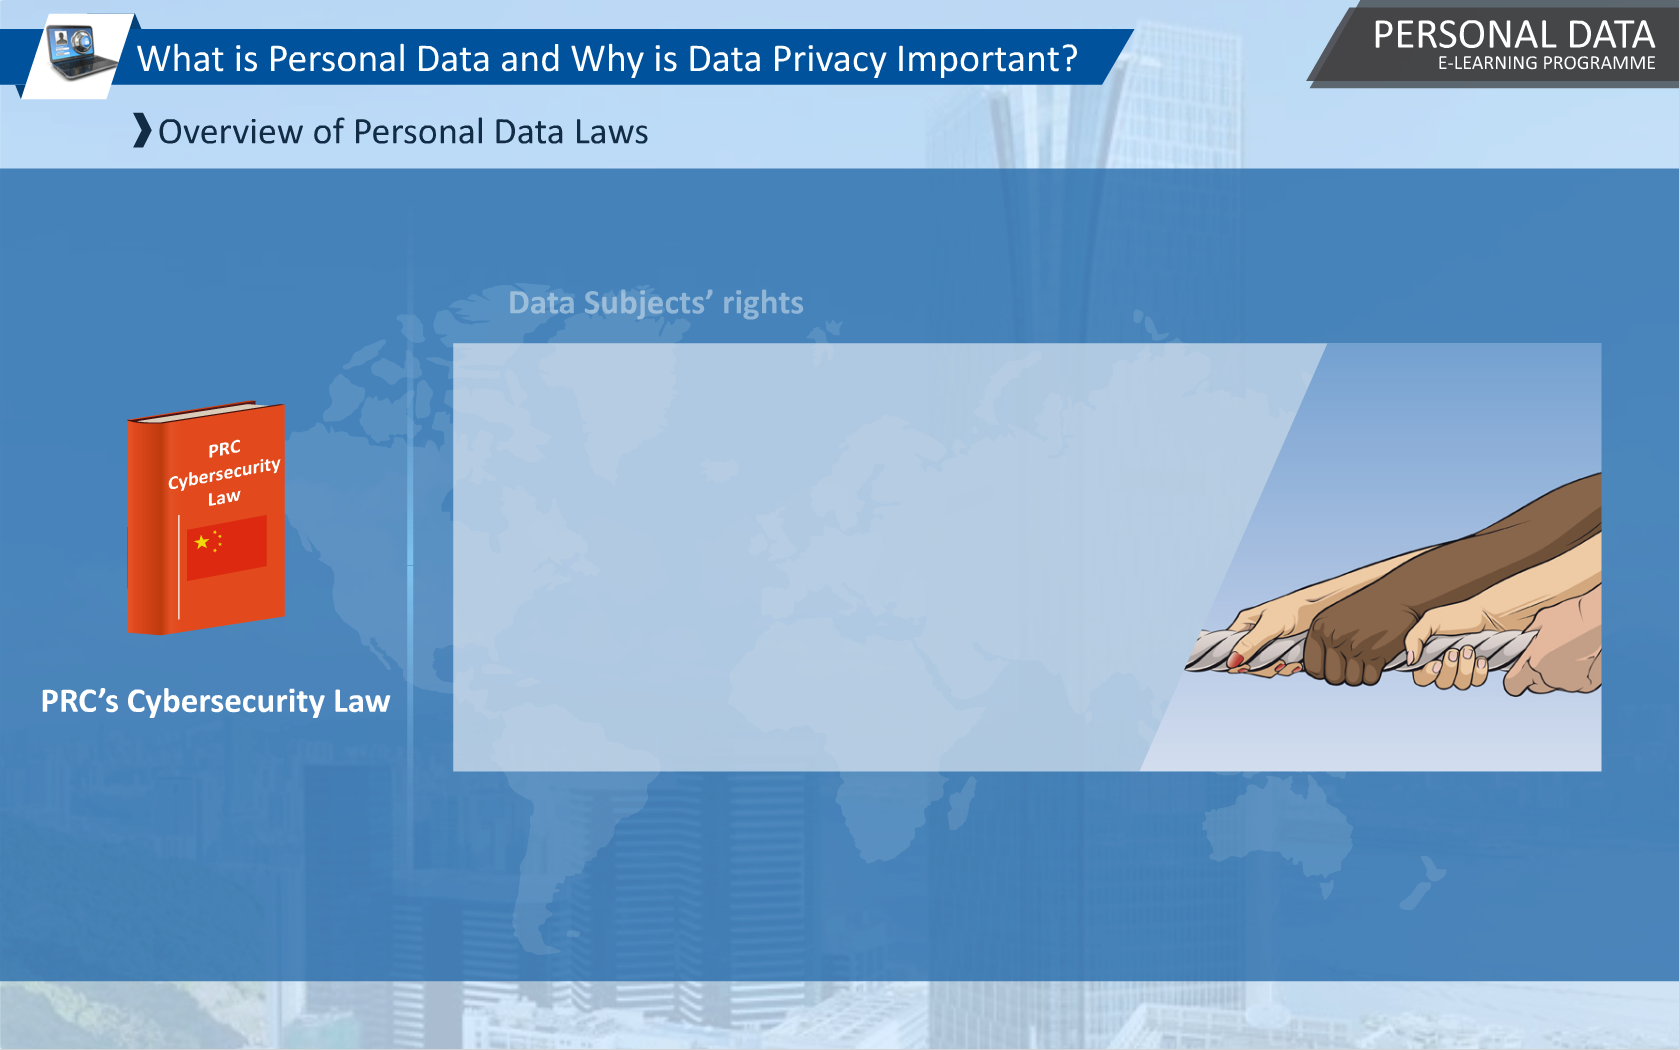 What is Personal Data and Why is Data Privacy Important?
PERSONAL DATA
E-LEARNING PROGRAMME
Overview of Personal Data Laws
Data Subjects’ rights
PRC
Cybersecurity
Law
PRC’s Cybersecurity Law